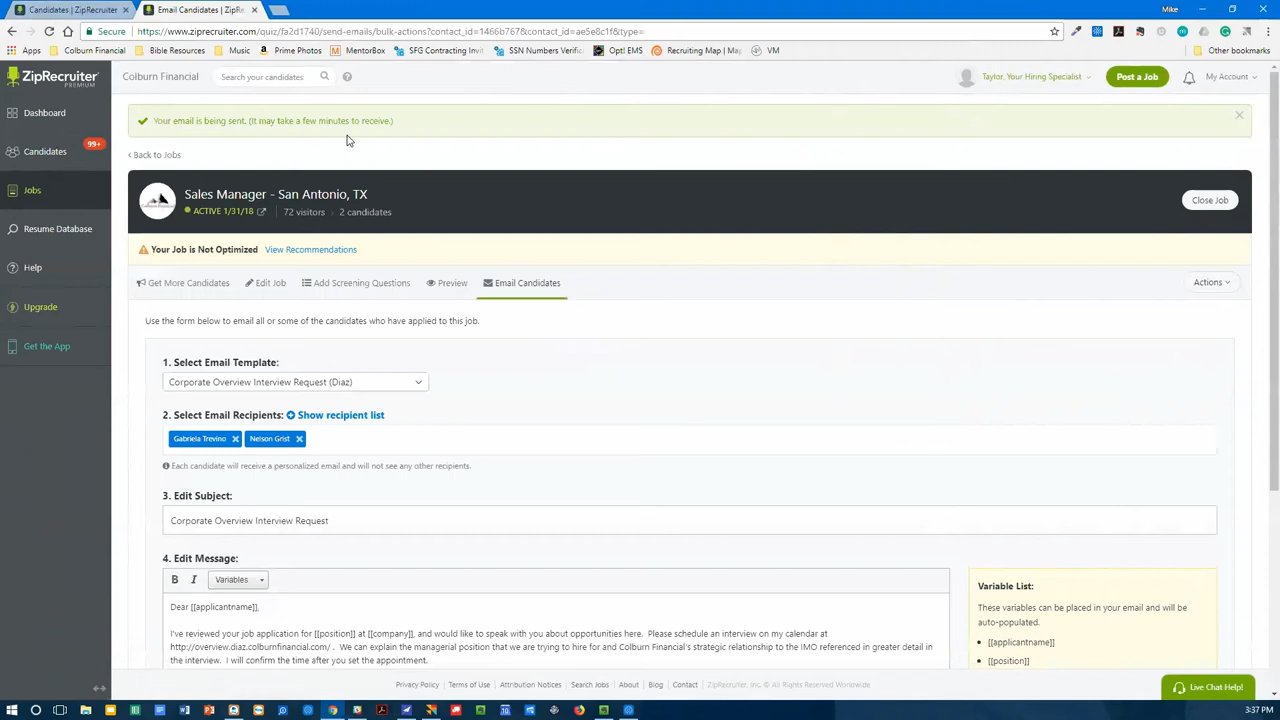 Candidates | ZipRecruiter
Email Candidates | ZipRe
Mike
Secure
https://www.ziprecruiter.com/quiz/fa2d1740/send-emails/bulk-actions?contact_id=1466b767&contact_id=ae5e8c1f&type=
Apps Colburn Financial Bible Resources Music Prime Photos MentorBox SFG Contracting Invi SSN Numbers Verific OptI EMS Recruiting Map | Map VM Other bookmarks
ZipRecruiter
PREMIUM
Colburn Financial
Search your candidates
Taylor, Your Hiring Specialist
Post a Job
My Account
Dashboard
Candidates
99+
Jobs
Resume Database
Help
Upgrade
Get the App
Your email is being sent. (It may take a few minutes to receive.)
‹ Back to Jobs
Sales Manager - San Antonio, TX
ACTIVE 1/31/18 72 visitors 2 candidates
Close Job
Your Job is Not Optimized View Recommendations
Get More Candidates Edit Job Add Screening Questions Preview Email Candidates
Actions
Use the form below to email all or some of the candidates who have applied to this job.
1. Select Email Template:
Corporate Overview Interview Request (Diaz)
2. Select Email Recipients: Show recipient list
Gabriela Trevino Nelson Grist
Each candidate will receive a personalized email and will not see any other recipients.
3. Edit Subject:
Corporate Overview Interview Request
4. Edit Message:
B I Variables
Dear [[applicantname]],
I've reviewed your job application for [[position]] at [[company]], and would like to speak with you about opportunities here. Please schedule an interview on my calendar at
http://overview.diaz.colburnfinancial.com/ . We can explain the managerial position that we are trying to hire for and Colburn Financial's strategic relationship to the IMO referenced in greater detail in
the interview. I will confirm the time after you set the appointment.
Variable List:
These variables can be placed in your email and will be
auto-populated.
• [[applicantname]]
• [[position]]
Privacy Policy Terms of Use Attribution Notices Search Jobs About Blog Contact ZipRecruiter, Inc. © All Rights Reserved Worldwide
Live Chat Help!
3:37 PM